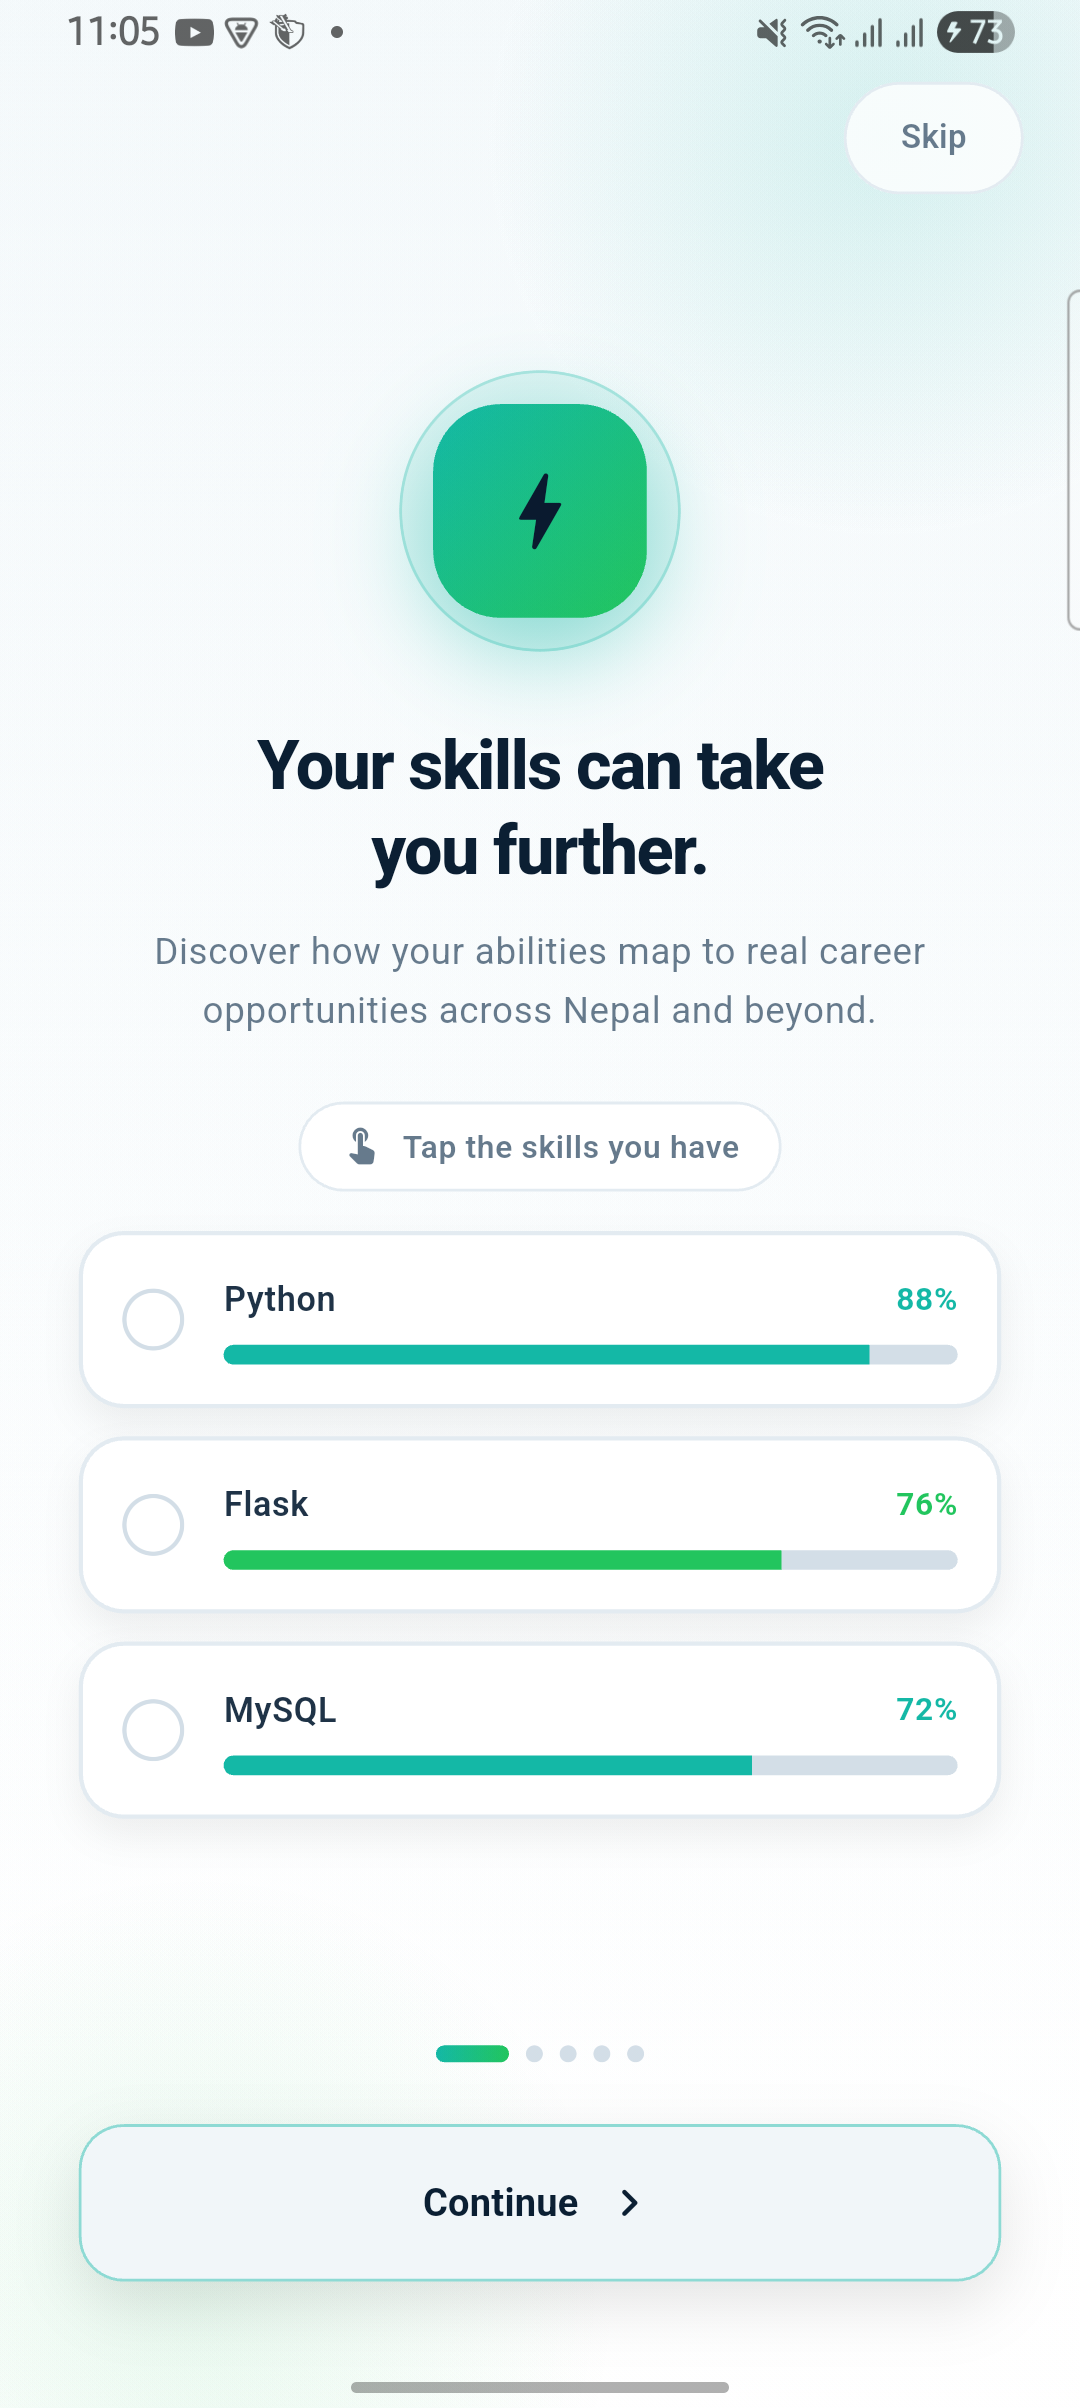 11:05
73
Skip
Your skills can take
you further.
Discover how your abilities map to real career
opportunities across Nepal and beyond.
Tap the skills you have
Python 88%
Flask 76%
MySQL 72%
Continue